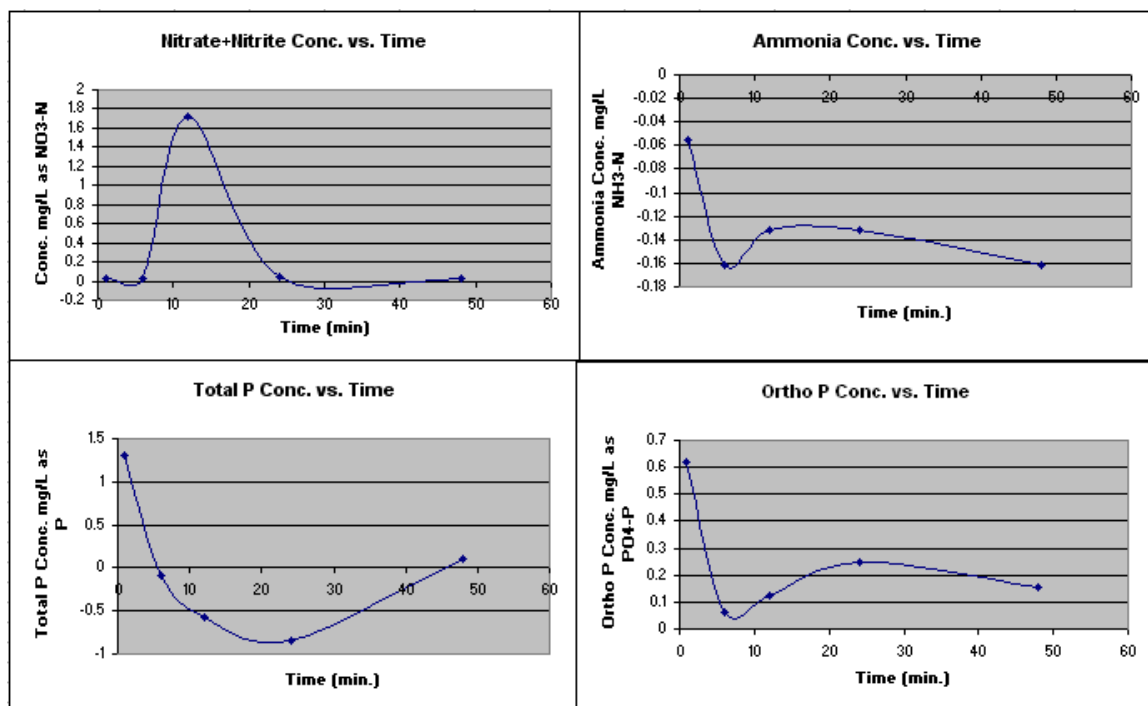 Nitrate+Nitrite Conc. vs. Time
Conc. mg/L as NO3-N
2
1.8
1.6
1.4
1.2
1
0.8
0.6
0.4
0.2
0
-0.2
0 10 20 30 40 50 60
Time (min)
Ammonia Conc. vs. Time
Ammonia Conc. mg/L
NH3-N
0
-0.02
-0.04
-0.06
-0.08
-0.1
-0.12
-0.14
-0.16
-0.18
0 10 20 30 40 50 60
Time (min.)
Total P Conc. vs. Time
Total P Conc. mg/L as
P
1.5
1
0.5
0
-0.5
-1
0 10 20 30 40 50 60
Time (min.)
Ortho P Conc. vs. Time
Ortho P Conc. mg/L as
PO4-P
0.7
0.6
0.5
0.4
0.3
0.2
0.1
0
0 10 20 30 40 50 60
Time (min.)